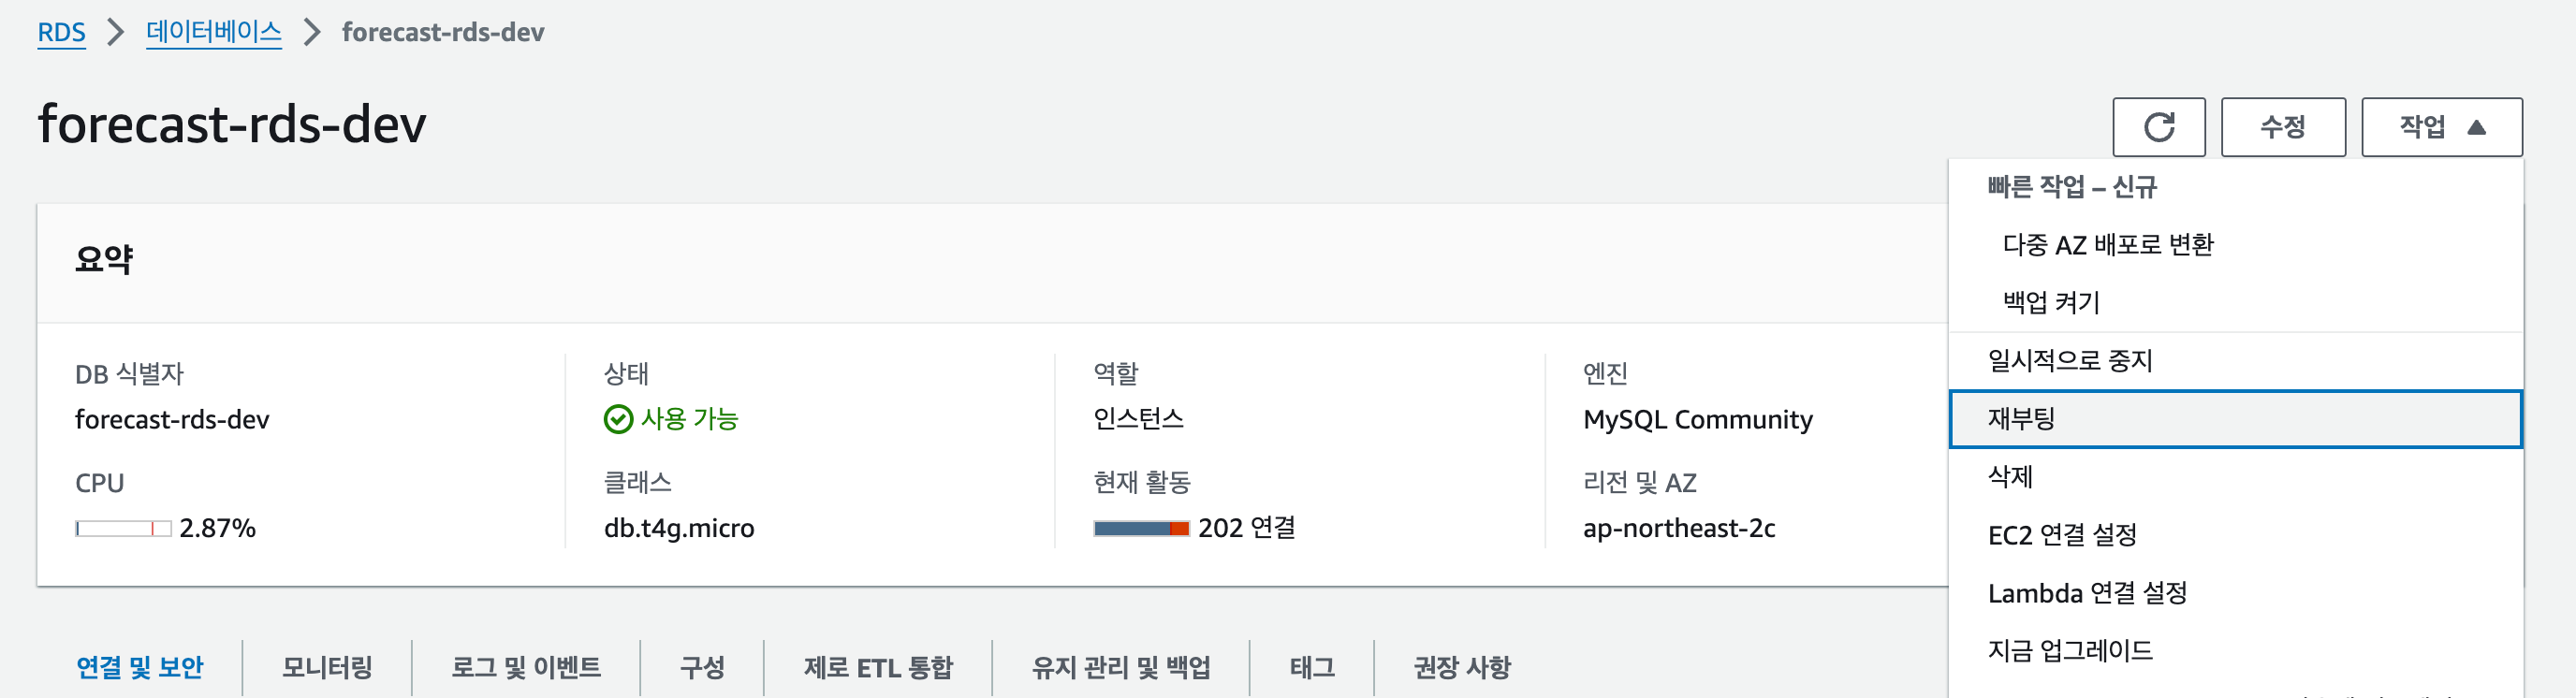 RDS > 데이터베이스 > forecast-rds-dev
forecast-rds-dev
수정
작업
빠른 작업 – 신규
다중 AZ 배포로 변환
백업 켜기
일시적으로 중지
재부팅
삭제
EC2 연결 설정
Lambda 연결 설정
지금 업그레이드
요약
DB 식별자
forecast-rds-dev
상태
사용 가능
역할
인스턴스
엔진
MySQL Community
CPU
2.87%
클래스
db.t4g.micro
현재 활동
202 연결
리전 및 AZ
ap-northeast-2c
연결 및 보안
모니터링
로그 및 이벤트
구성
제로 ETL 통합
유지 관리 및 백업
태그
권장 사항